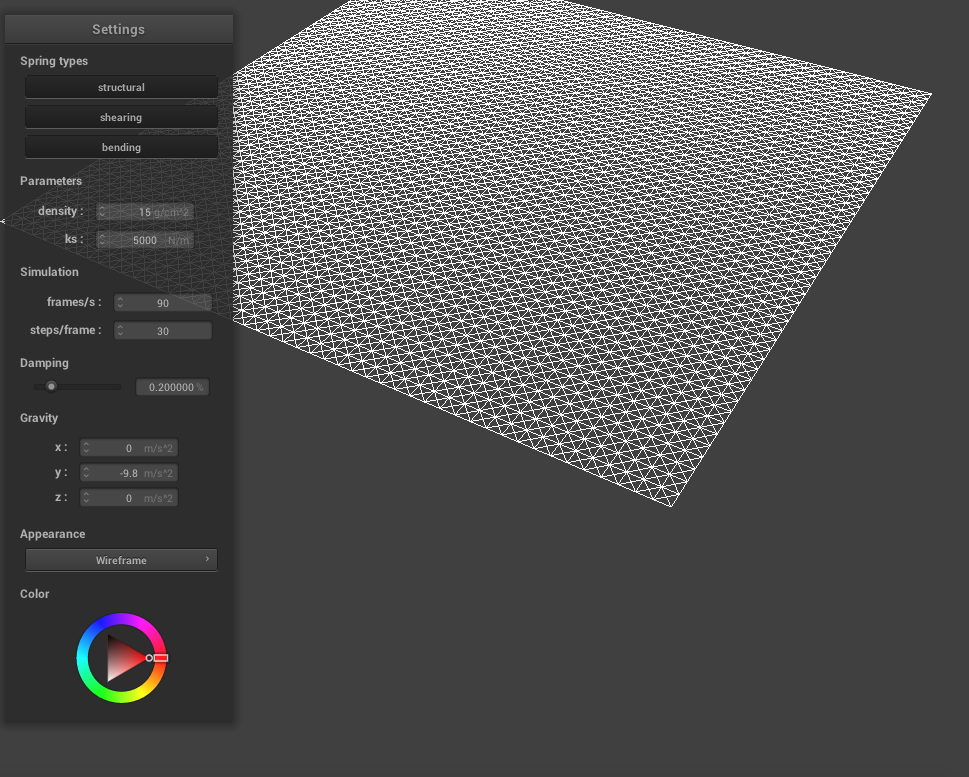 Settings
Spring types
structural
shearing
bending
Parameters
density : 15 g/cm^2
ks : 5000 N/m
Simulation
frames/s : 90
steps/frame : 30
Damping
0.200000 %
Gravity
x : 0 m/s^2
y : -9.8 m/s^2
z : 0 m/s^2
Appearance
Wireframe
Color